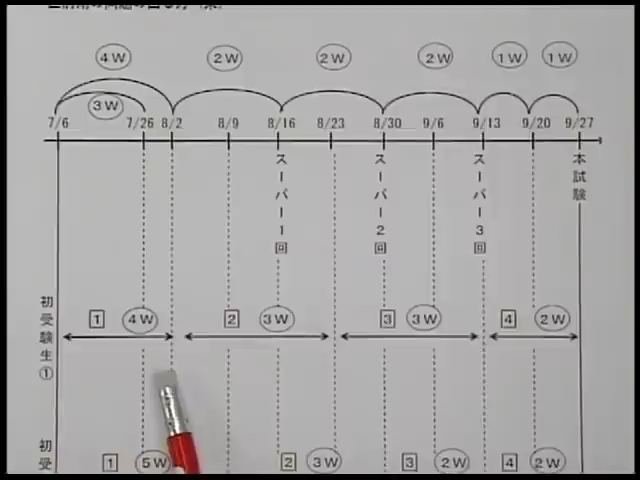 4W 2W 2W 2W 1W 1W
3W
7/6 7/26 8/2 8/9 8/16 8/23 8/30 9/6 9/13 9/20 9/27
スーパー1回
スーパー2回
スーパー3回
本試験
初受験生①
1 4W 2 3W 3 3W 4 2W
初受
1 5W 2 3W 3 2W 4 2W